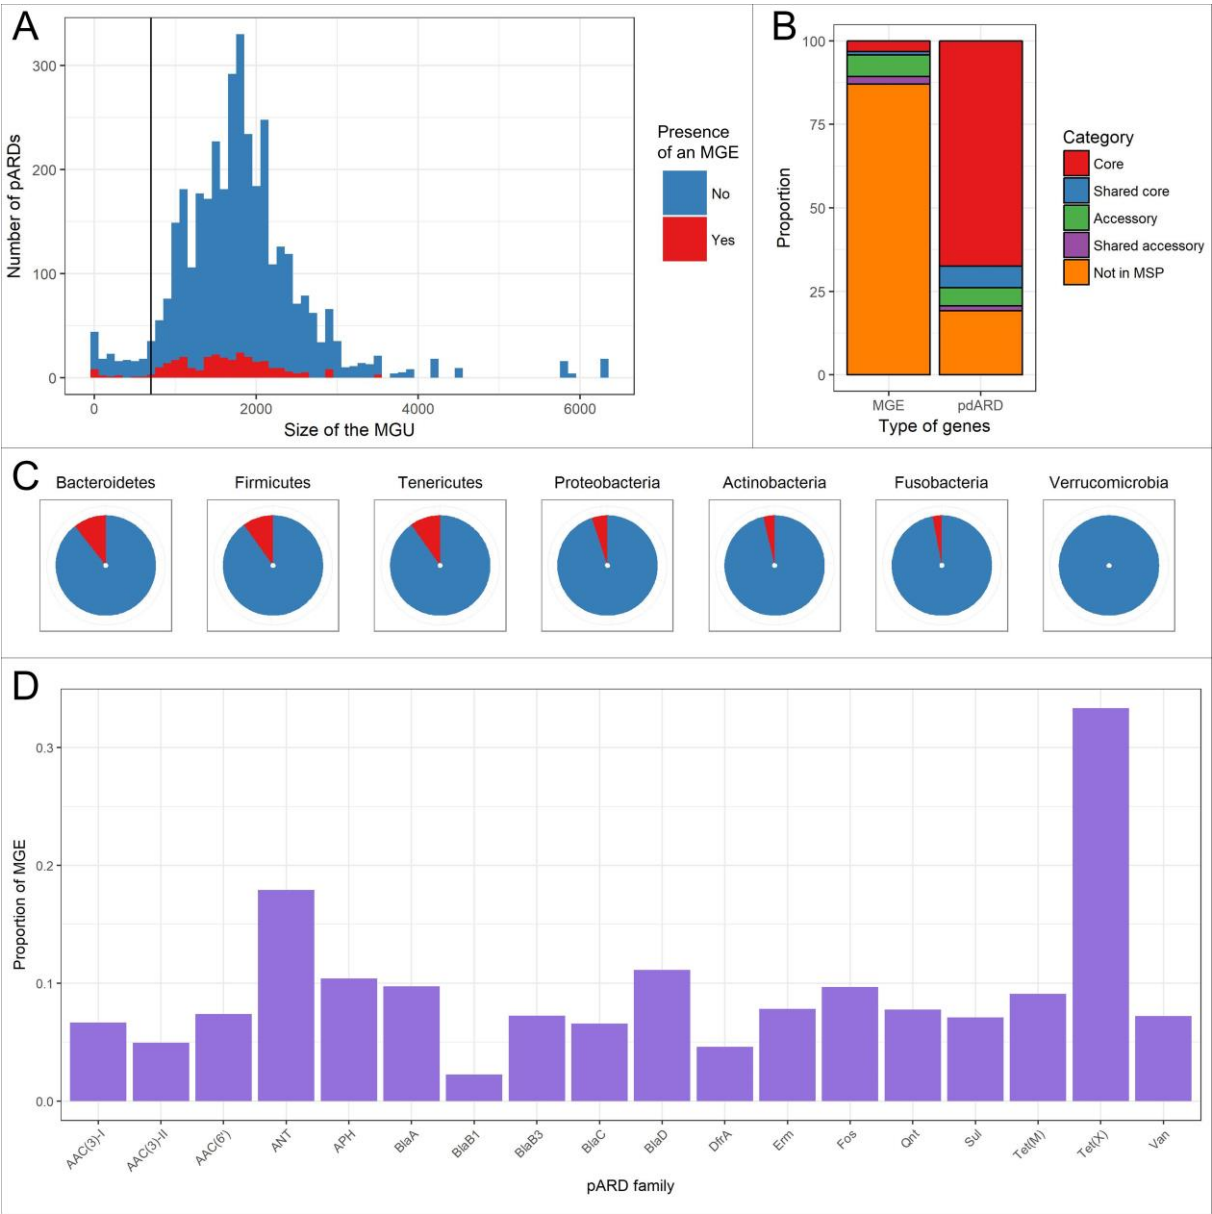 A
300
200
100
0
Number of pARDs
0
2000
4000
6000
Size of the MGU
Presence
of an MGE
No
Yes
B
100
75
50
25
0
Proportion
MGE
pdARD
Type of genes
Category
Core
Shared core
Accessory
Shared accessory
Not in MSP
C
Bacteroidetes
Firmicutes
Tenericutes
Proteobacteria
Actinobacteria
Fusobacteria
Verrucomicrobia
D
0.3
0.2
0.1
0.0
Proportion of MGE
AAC(3)-I
AAC(3)-II
AAC(6')
ANT
APH
BlaA
BlaB1
BlaB3
BlaC
BlaD
DfrA
Erm
Fos
Qnr
Sul
Tet(M)
Tet(X)
Van
pARD family